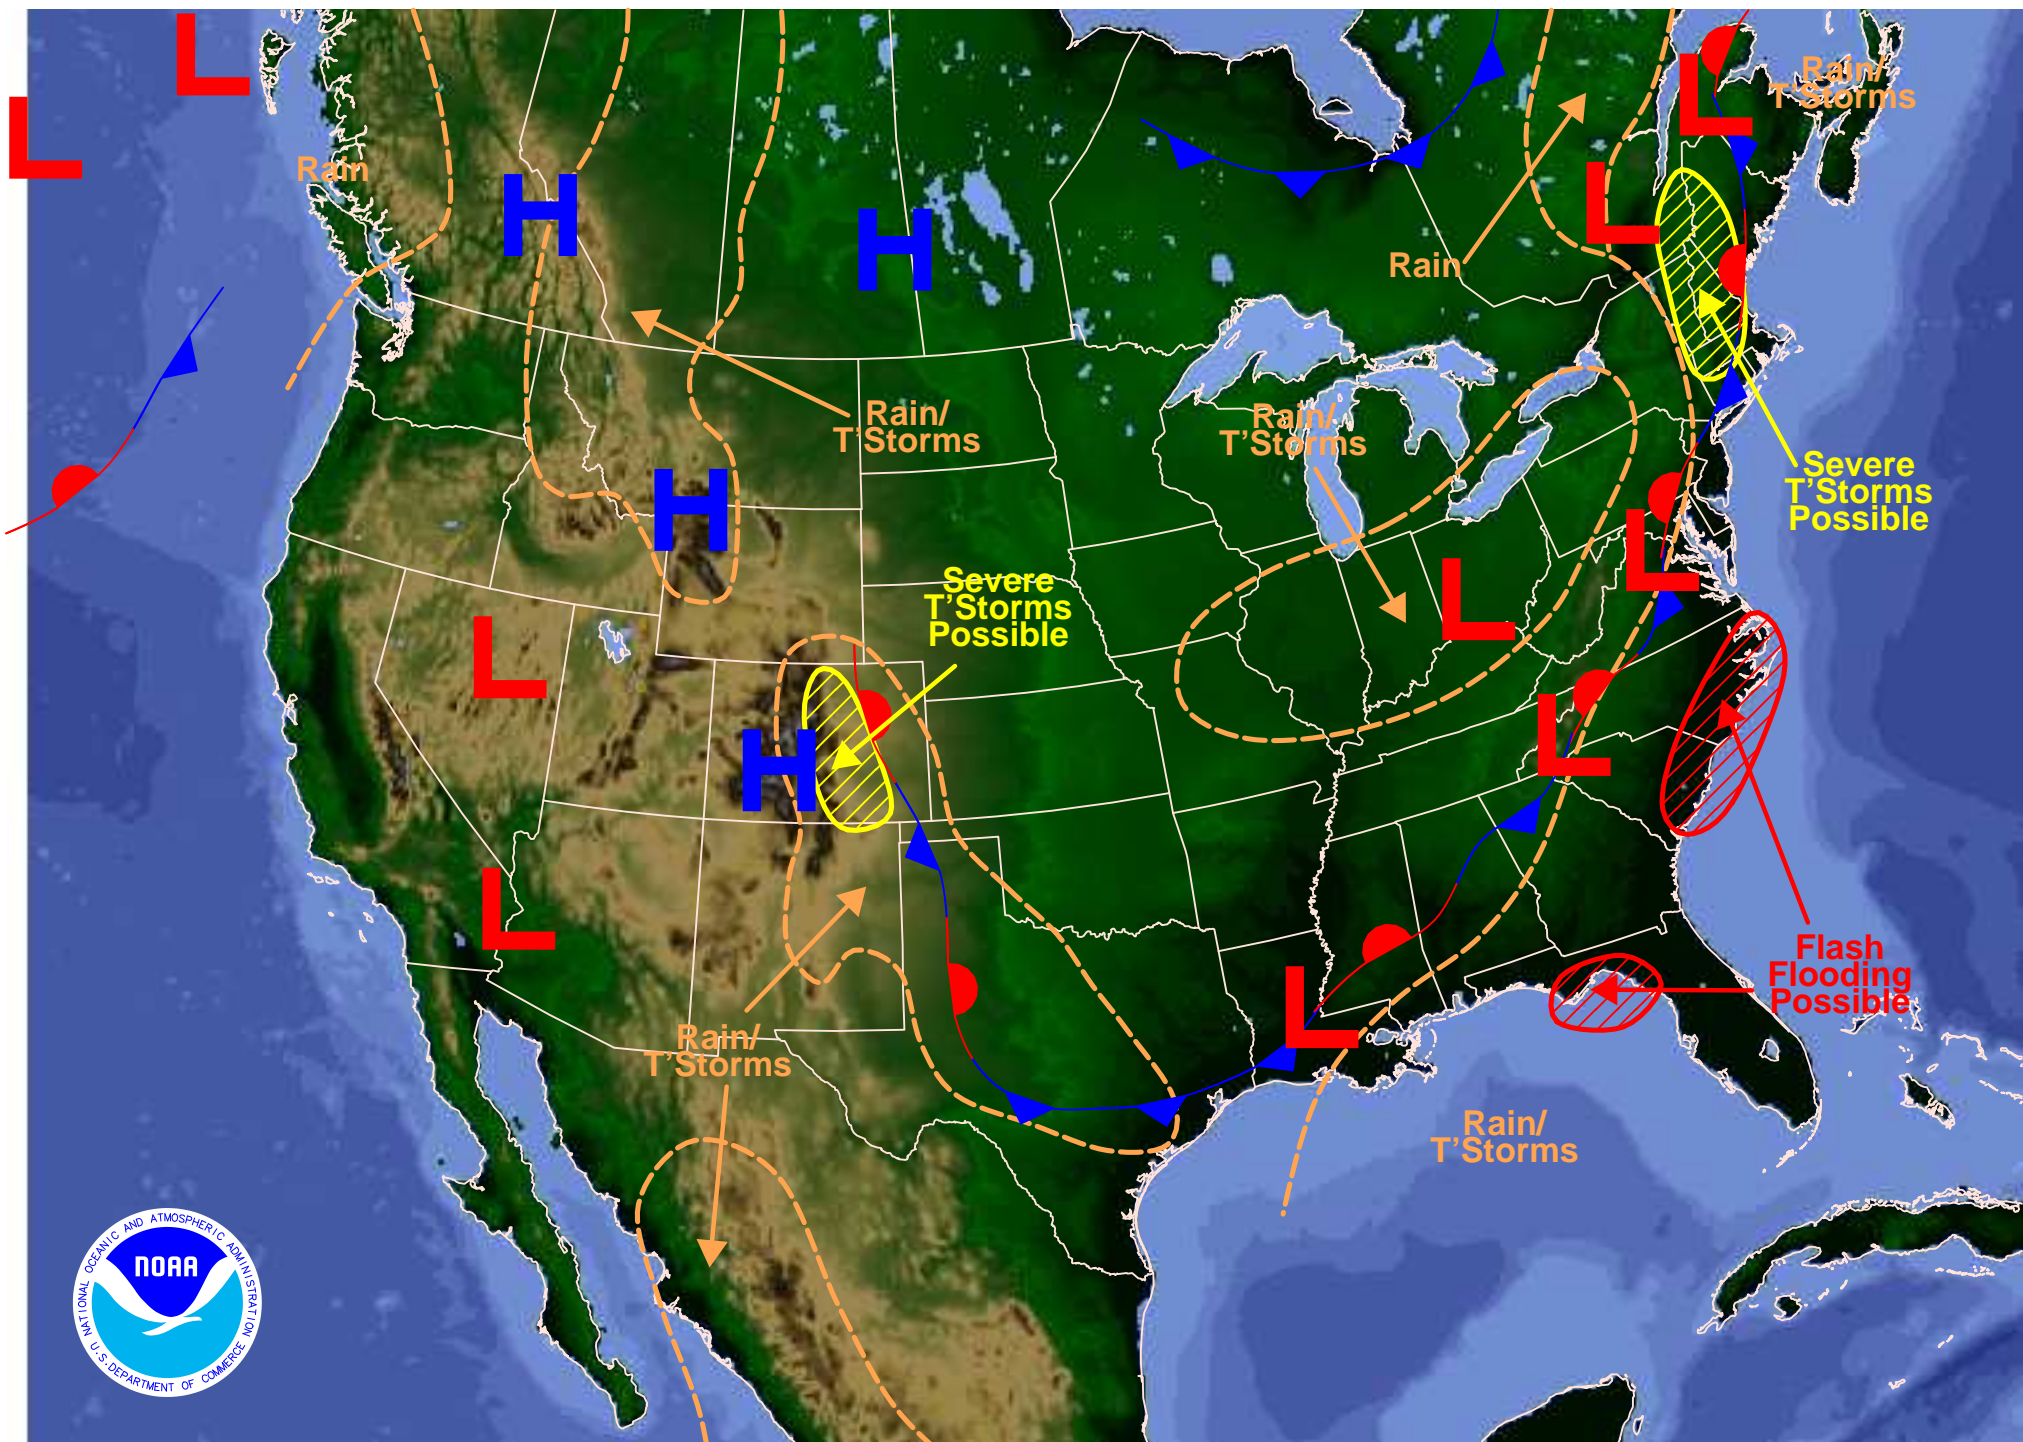 L
L
Rain
H
H
L
Rain/
T'Storms
L
Rain
Rain/
T'Storms
Rain/
T'Storms
H
Severe
T'Storms
Possible
L
Severe
T'Storms
Possible
L
L
H
L
L
L
Flash
Flooding
Possible
Rain/
T'Storms
Rain/
T'Storms
NATIONAL OCEANIC AND ATMOSPHERIC ADMINISTRATION
NOAA
U.S. DEPARTMENT OF COMMERCE